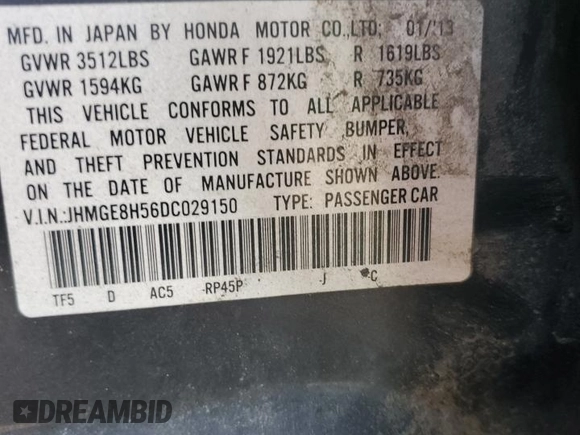 MFD. IN JAPAN BY HONDA MOTOR CO.,LTD. 01/'13
GVWR 3512LBS GAWR F 1921LBS R 1619LBS
GVWR 1594KG GAWR F 872KG R 735KG
THIS VEHICLE CONFORMS TO ALL APPLICABLE
FEDERAL MOTOR VEHICLE SAFETY BUMPER,
AND THEFT PREVENTION STANDARDS IN EFFECT
ON THE DATE OF MANUFACTURE SHOWN ABOVE.
V.I.N.:JHMGE8H56DC029150 TYPE: PASSENGER CAR
TF5 D AC5 -RP45P -J -C
DREAMBID